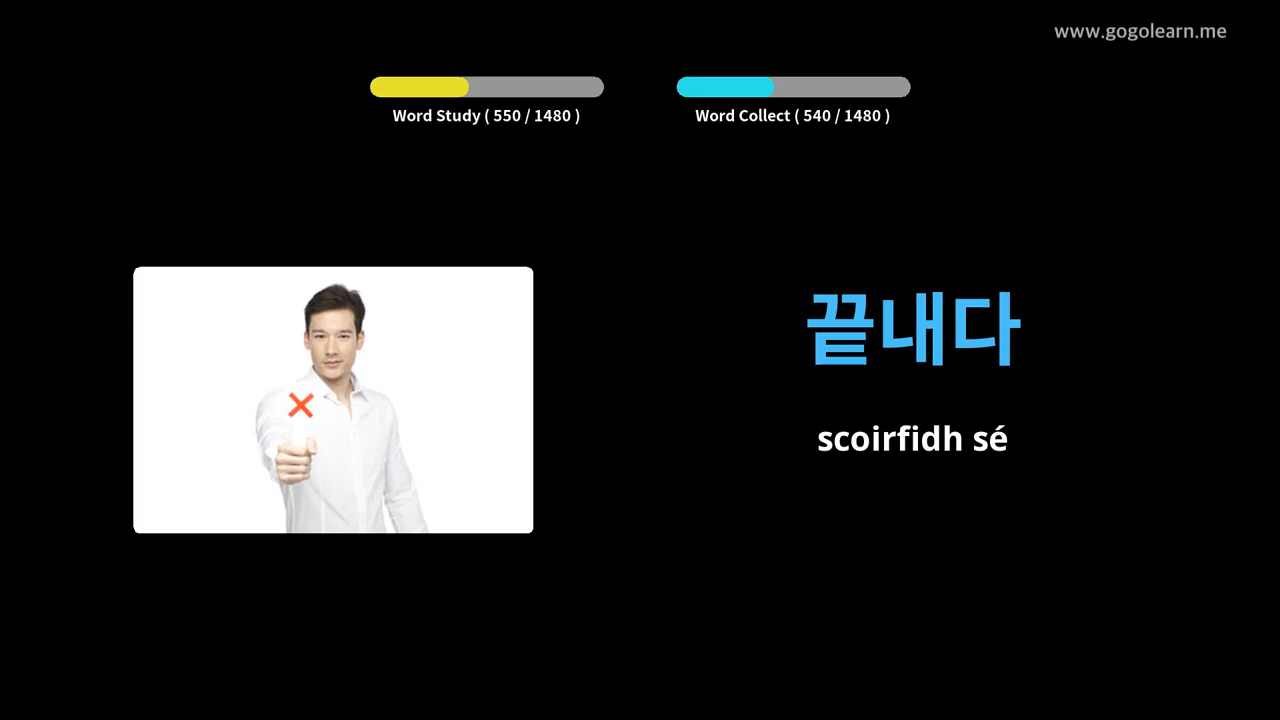 www.gogolearn.me
Word Study ( 550 / 1480 )
Word Collect ( 540 / 1480 )
끝내다
scoirfidh sé